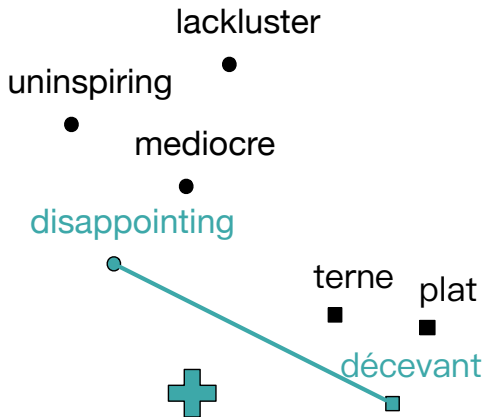 lackluster
uninspiring
mediocre
disappointing
terne
plat
décevant